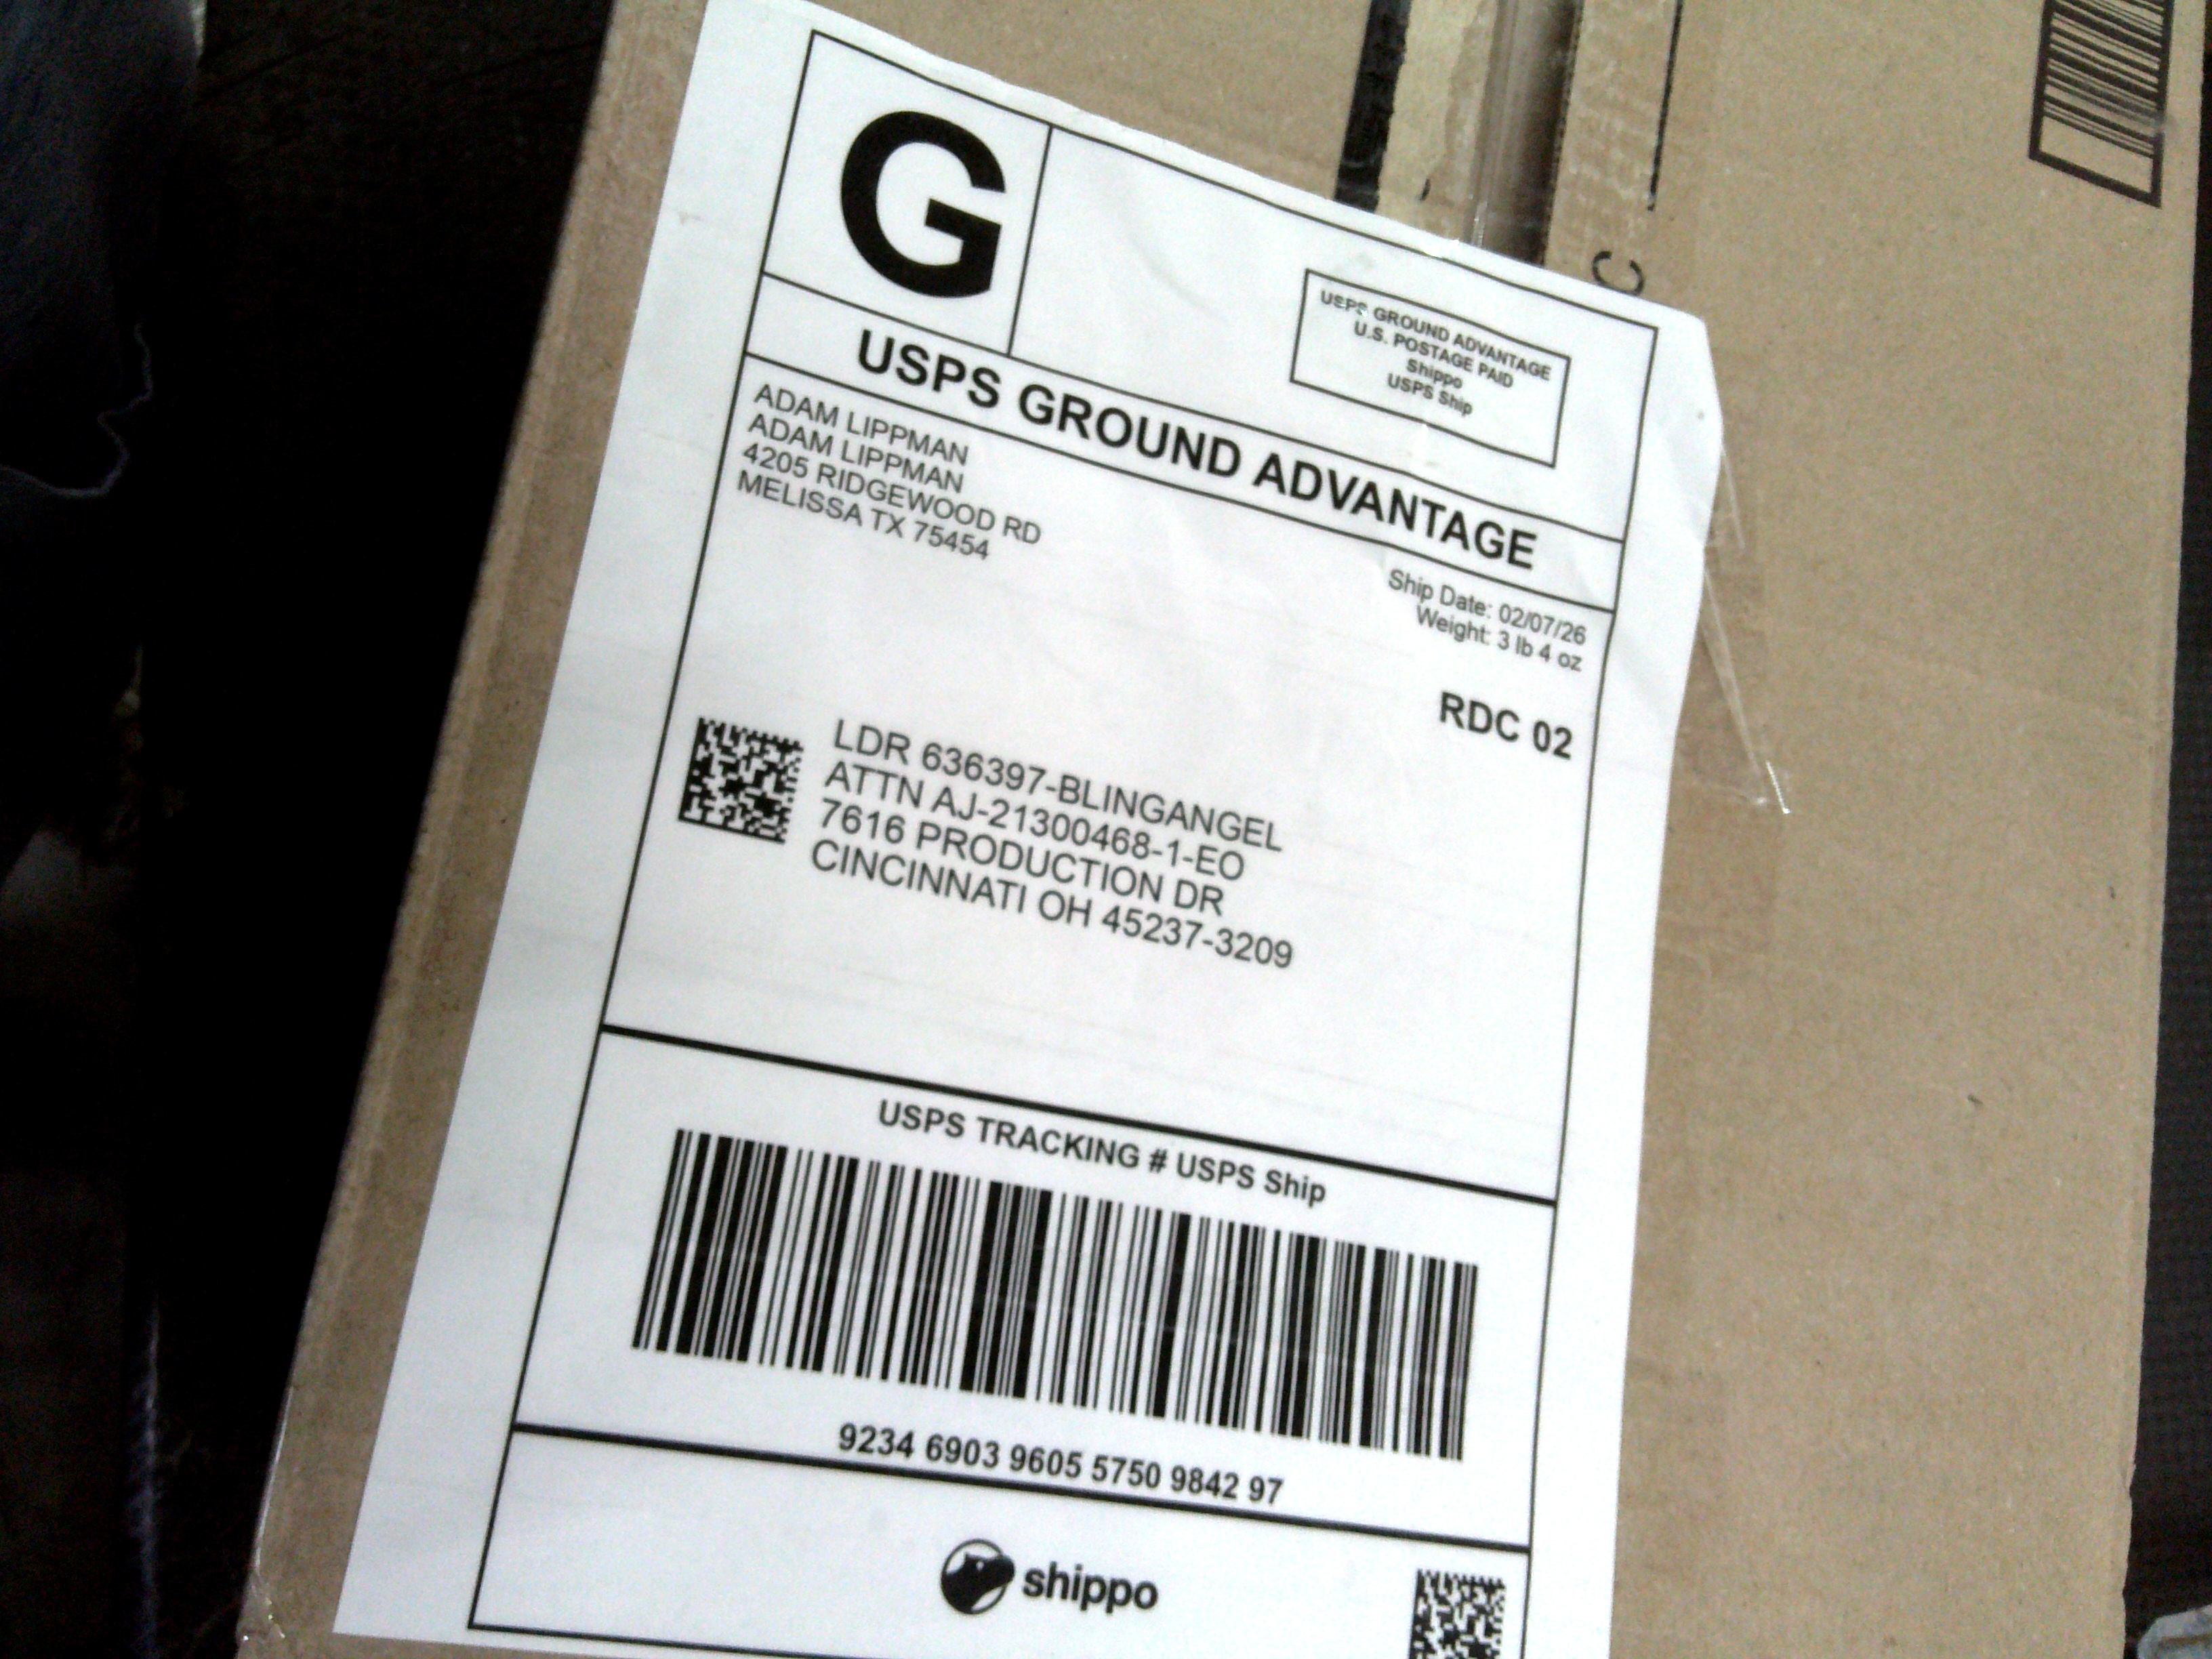 G
USPS GROUND ADVANTAGE
U.S. POSTAGE PAID
Shippo
USPS Ship
USPS GROUND ADVANTAGE
ADAM LIPPMAN
ADAM LIPPMAN
4205 RIDGEWOOD RD
MELISSA TX 75454
Ship Date: 02/07/26
Weight: 3 lb 4 oz
RDC 02
LDR 636397-BLINGANGEL
ATTN AJ-21300468-1-EO
7616 PRODUCTION DR
CINCINNATI OH 45237-3209
USPS TRACKING # USPS Ship
9234 6903 9605 5750 9842 97
shippo
C